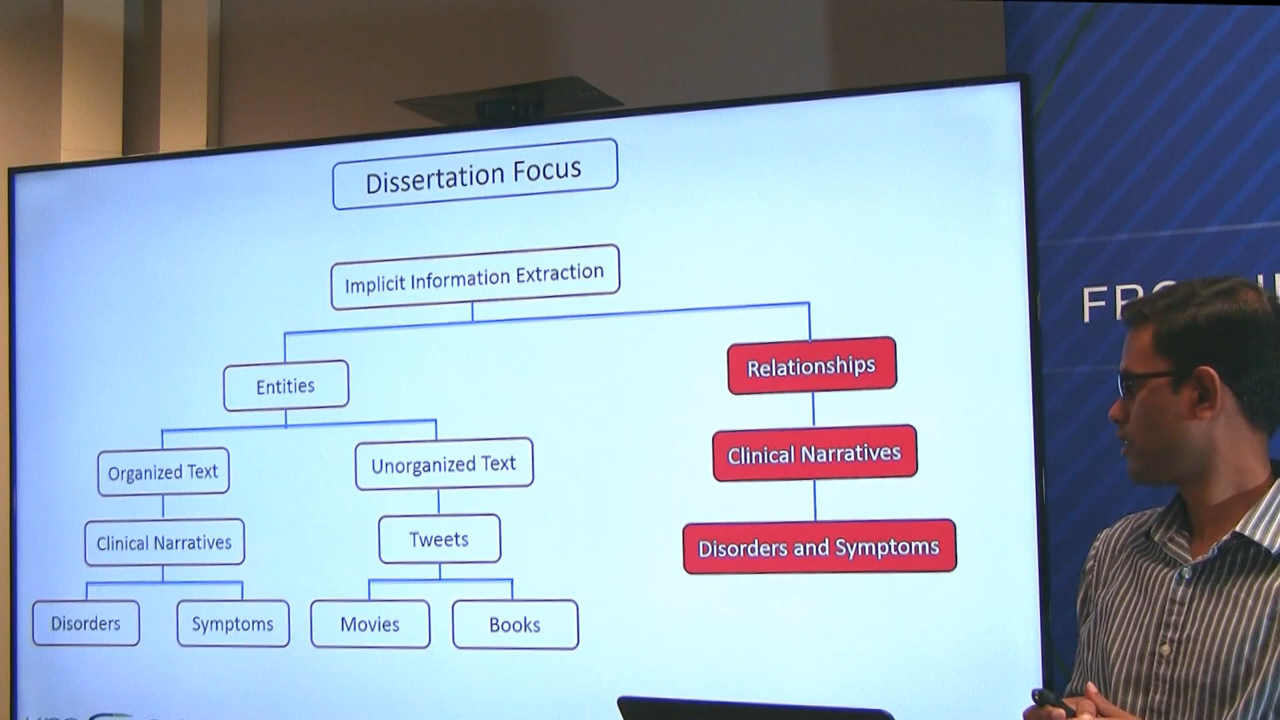 Dissertation Focus
Implicit Information Extraction
Entities
Relationships
Organized Text
Unorganized Text
Clinical Narratives
Clinical Narratives
Tweets
Disorders and Symptoms
Disorders
Symptoms
Movies
Books